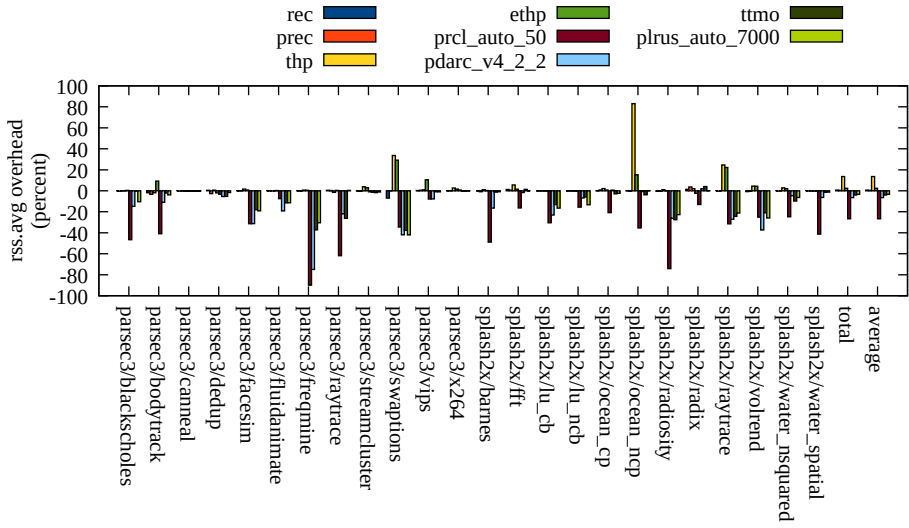 rec
prec
thp
ethp
prcl_auto_50
pdarc_v4_2_2
ttmo
plrus_auto_7000
rss.avg overhead
(percent)
100
80
60
40
20
0
-20
-40
-60
-80
-100
parsec3/blackscholes
parsec3/bodytrack
parsec3/canneal
parsec3/dedup
parsec3/facesim
parsec3/fluidanimate
parsec3/freqmine
parsec3/raytrace
parsec3/streamcluster
parsec3/swaptions
parsec3/vips
parsec3/x264
splash2x/barnes
splash2x/fft
splash2x/lu_cb
splash2x/lu_ncb
splash2x/ocean_cp
splash2x/ocean_ncp
splash2x/radiosity
splash2x/radix
splash2x/raytrace
splash2x/volrend
splash2x/water_nsquared
splash2x/water_spatial
total
average